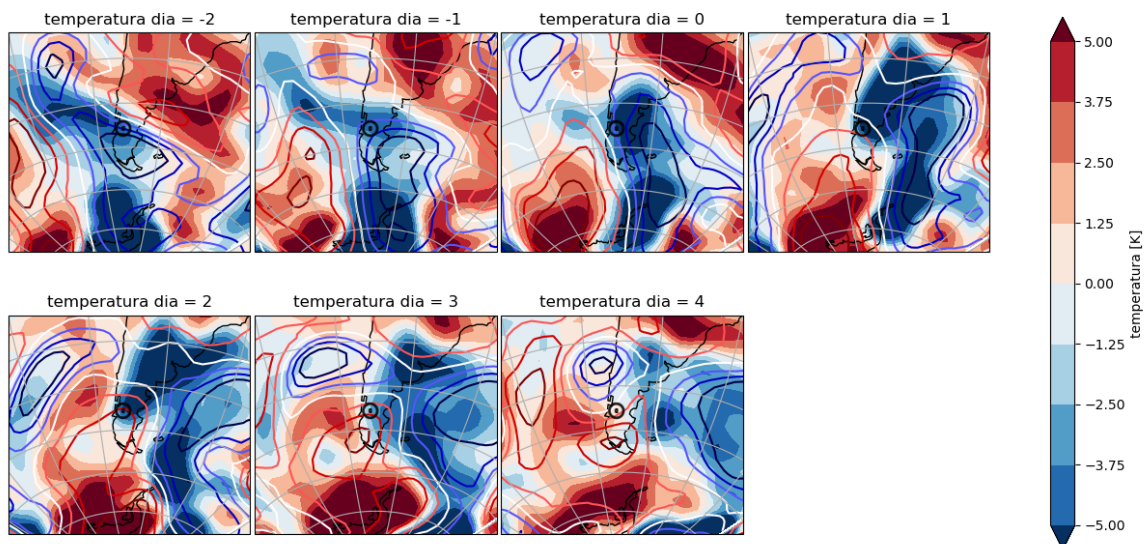 temperatura dia = -2
temperatura dia = -1
temperatura dia = 0
temperatura dia = 1
5.00
3.75
2.50
1.25
0.00
−1.25
−2.50
−3.75
−5.00
temperatura [K]
temperatura dia = 2
temperatura dia = 3
temperatura dia = 4